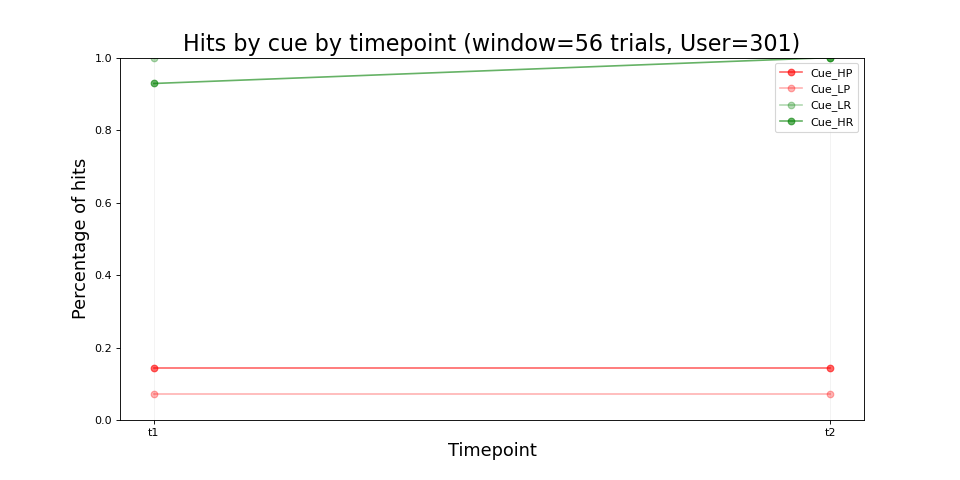 Hits by cue by timepoint (window=56 trials, User=301)
Percentage of hits
1.0
0.8
0.6
0.4
0.2
0.0
Cue_HP
Cue_LP
Cue_LR
Cue_HR
t1
t2
Timepoint